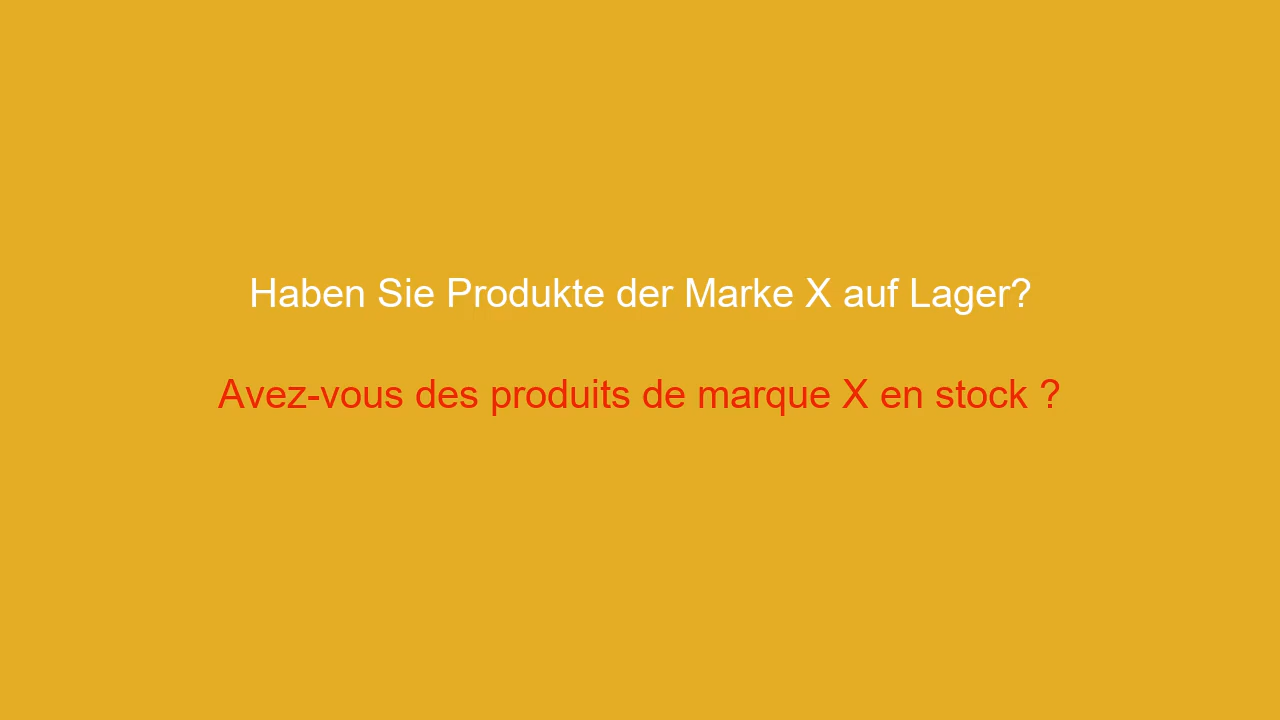 Haben Sie Produkte der Marke X auf Lager?
Avez-vous des produits de marque X en stock ?